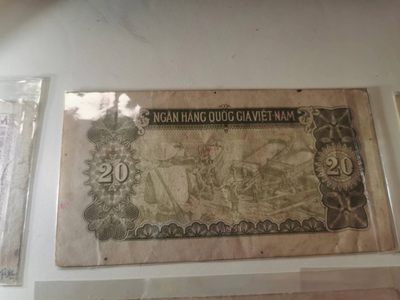 NGÂN HÀNG QUỐC GIA VIỆT-NAM
20 20